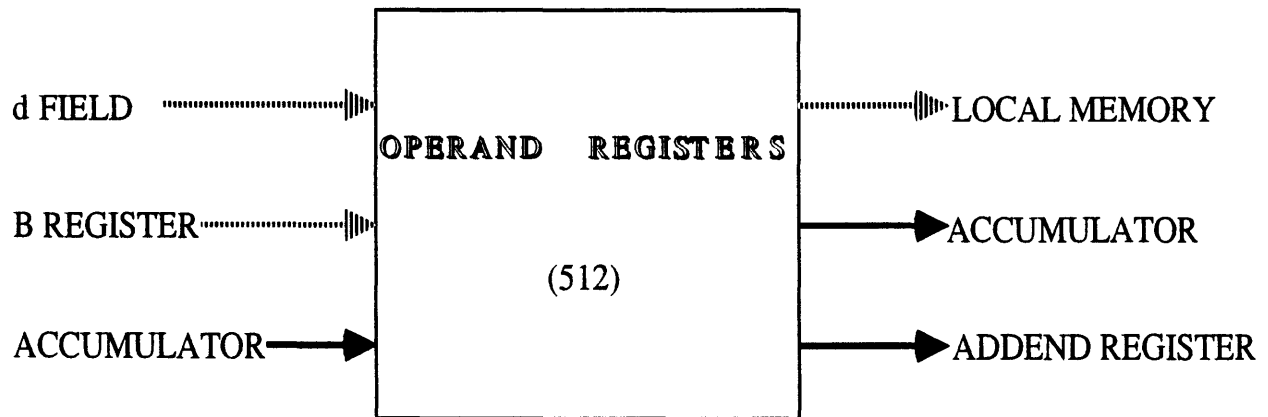 d FIELD
LOCAL MEMORY
OPERAND REGISTERS
B REGISTER
ACCUMULATOR
(512)
ACCUMULATOR
ADDEND REGISTER